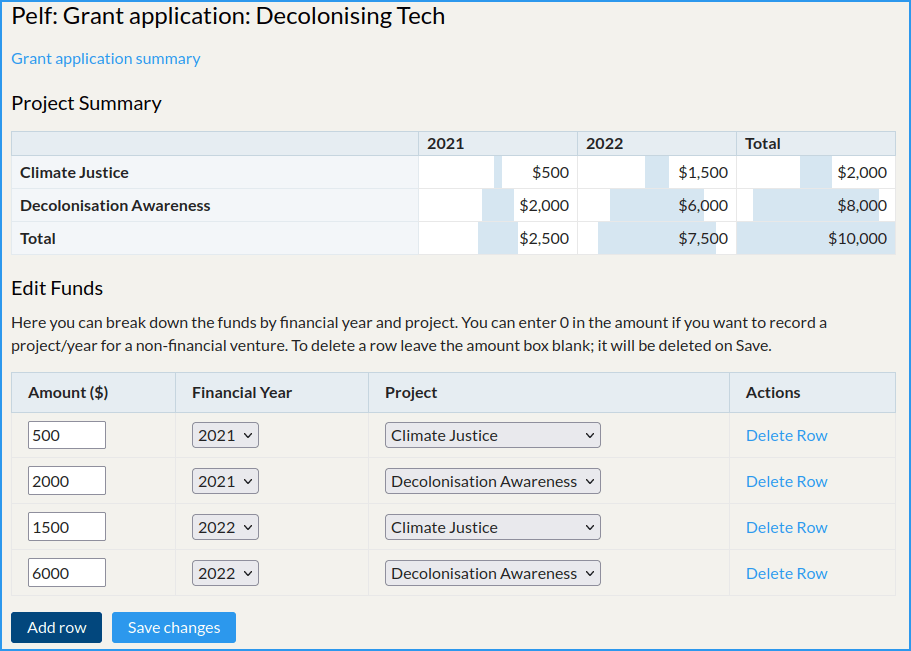 Pelf: Grant application: Decolonising Tech
Grant application summary
Project Summary
2021 2022 Total
Climate Justice $500 $1,500 $2,000
Decolonisation Awareness $2,000 $6,000 $8,000
Total $2,500 $7,500 $10,000
Edit Funds
Here you can break down the funds by financial year and project. You can enter 0 in the amount if you want to record a
project/year for a non-financial venture. To delete a row leave the amount box blank; it will be deleted on Save.
Amount ($) Financial Year Project Actions
500 2021 Climate Justice Delete Row
2000 2021 Decolonisation Awareness Delete Row
1500 2022 Climate Justice Delete Row
6000 2022 Decolonisation Awareness Delete Row
Add row Save changes